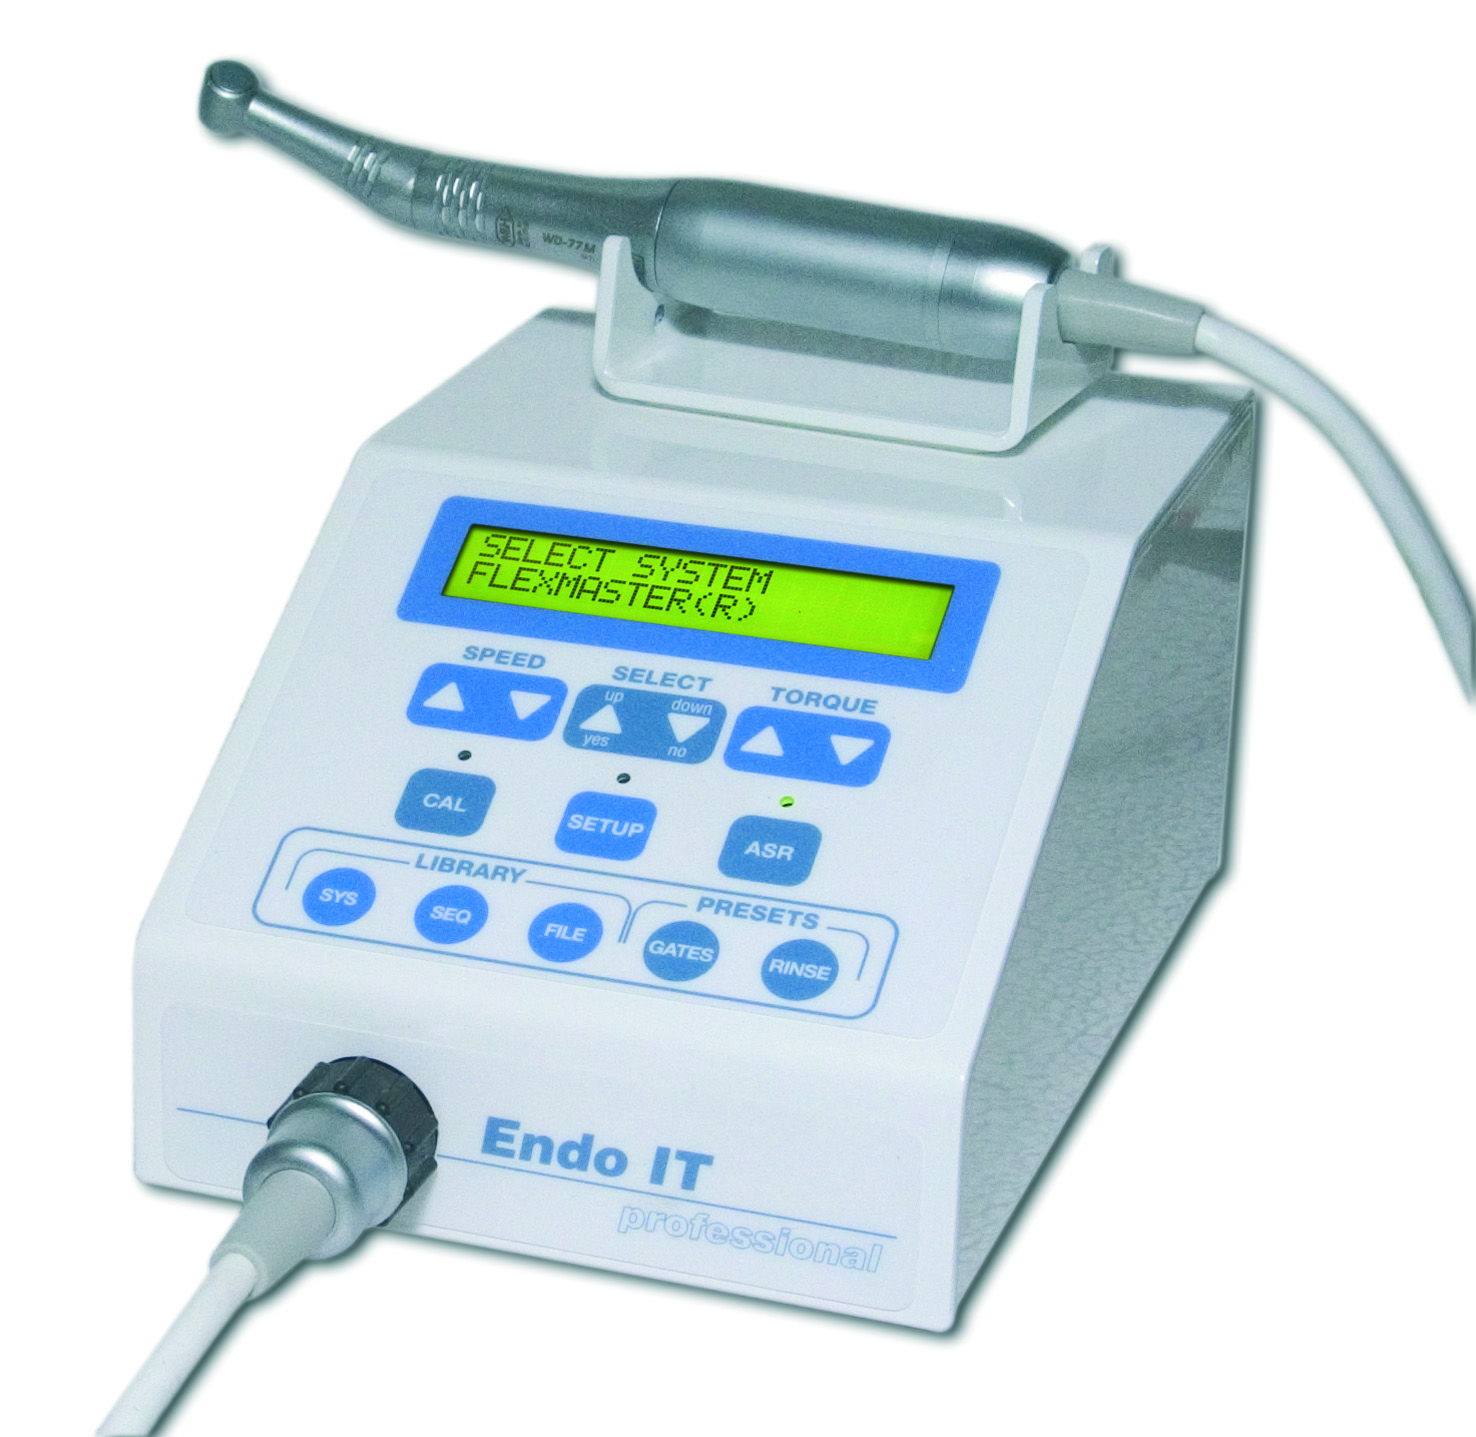 WD-77 M
SELECT SYSTEM
FLEXMASTER(R)
SPEED
SELECT
TORQUE
up
down
yes
no
CAL
SETUP
ASR
LIBRARY
PRESETS
SYS
SEQ
FILE
GATES
RINSE
Endo IT
professional